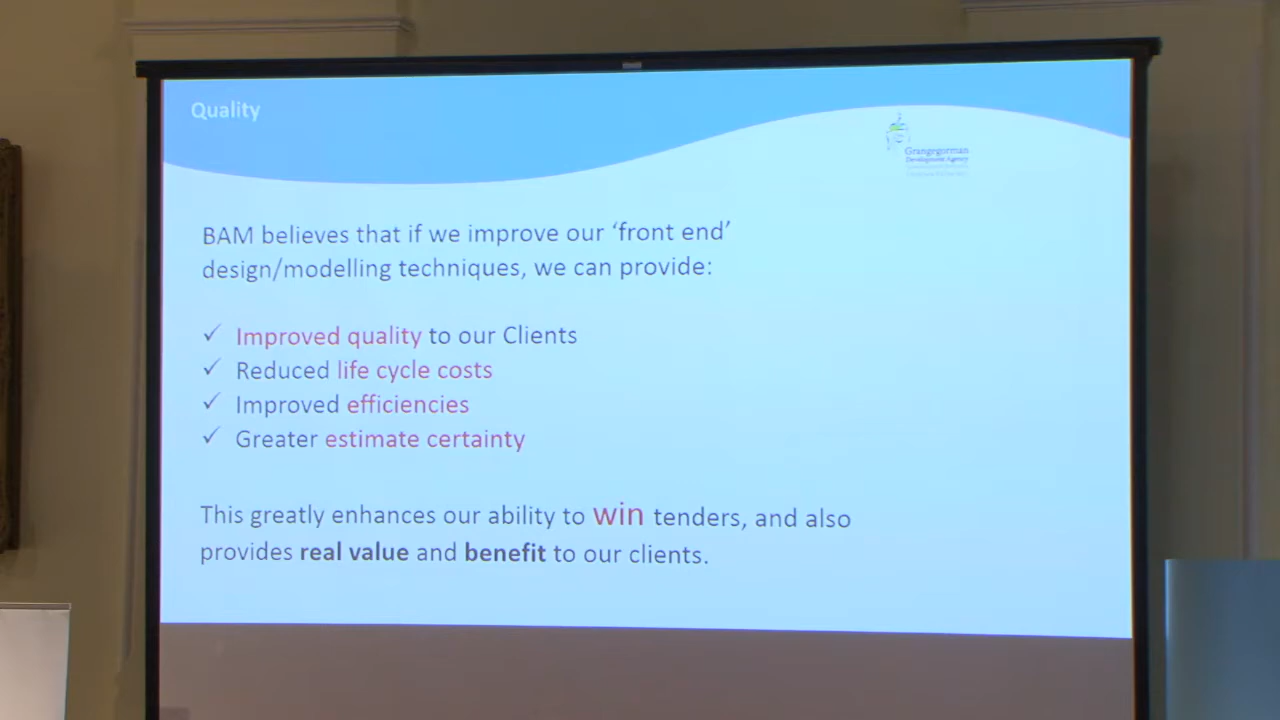 Quality
Grangegorman
Development Agency
BAM believes that if we improve our ‘front end’
design/modelling techniques, we can provide:
✓ Improved quality to our Clients
✓ Reduced life cycle costs
✓ Improved efficiencies
✓ Greater estimate certainty
This greatly enhances our ability to win tenders, and also
provides real value and benefit to our clients.